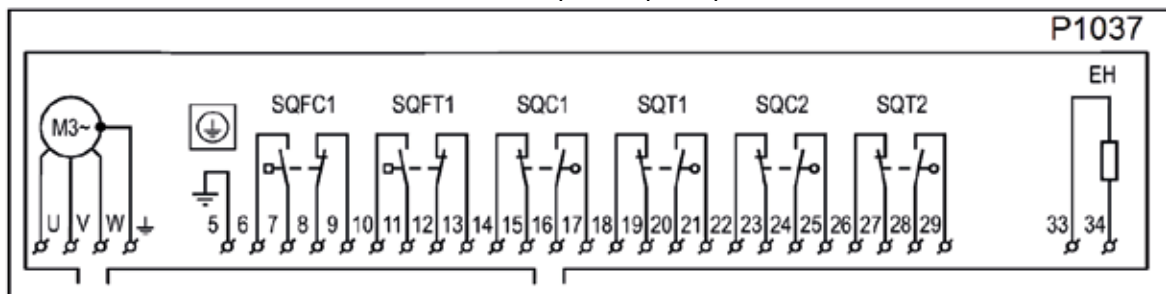 P1037
EH
SQFC1 SQFT1 SQC1 SQT1 SQC2 SQT2
M3~
U V W 5 6 7 8 9 10 11 12 13 14 15 16 17 18 19 20 21 22 23 24 25 26 27 28 29 33 34